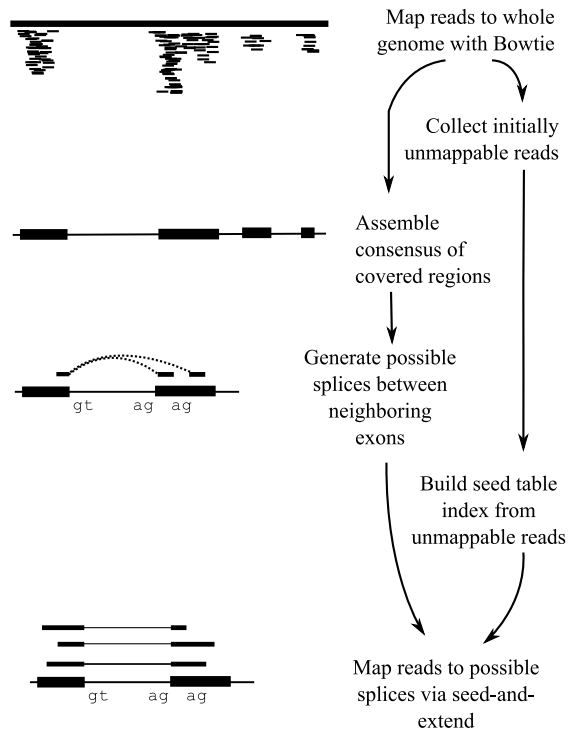 Map reads to whole
genome with Bowtie
Collect initially
unmappable reads
Assemble
consensus of
covered regions
Generate possible
splices between
neighboring
exons
gt ag ag
Build seed table
index from
unmappable reads
Map reads to possible
splices via seed-and-
extend
gt ag ag